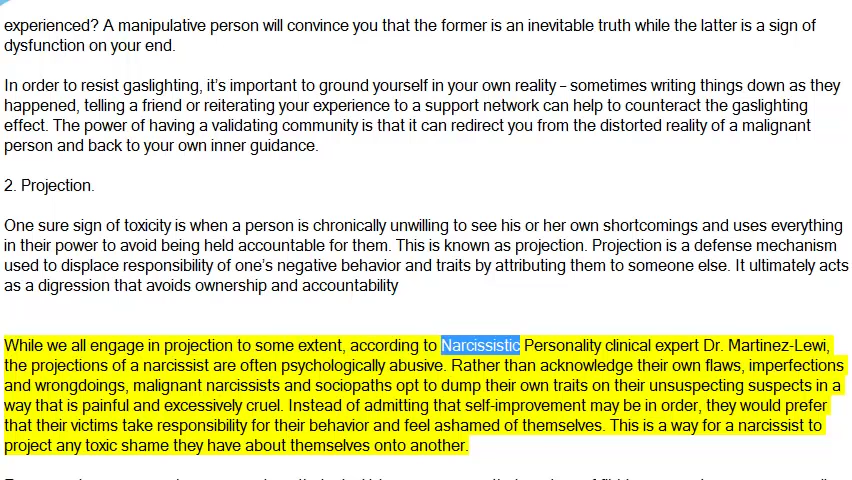 experienced? A manipulative person will convince you that the former is an inevitable truth while the latter is a sign of
dysfunction on your end.
In order to resist gaslighting, it’s important to ground yourself in your own reality – sometimes writing things down as they
happened, telling a friend or reiterating your experience to a support network can help to counteract the gaslighting
effect. The power of having a validating community is that it can redirect you from the distorted reality of a malignant
person and back to your own inner guidance.
2. Projection.
One sure sign of toxicity is when a person is chronically unwilling to see his or her own shortcomings and uses everything
in their power to avoid being held accountable for them. This is known as projection. Projection is a defense mechanism
used to displace responsibility of one’s negative behavior and traits by attributing them to someone else. It ultimately acts
as a digression that avoids ownership and accountability
While we all engage in projection to some extent, according to Narcissistic Personality clinical expert Dr. Martinez-Lewi,
the projections of a narcissist are often psychologically abusive. Rather than acknowledge their own flaws, imperfections
and wrongdoings, malignant narcissists and sociopaths opt to dump their own traits on their unsuspecting suspects in a
way that is painful and excessively cruel. Instead of admitting that self-improvement may be in order, they would prefer
that their victims take responsibility for their behavior and feel ashamed of themselves. This is a way for a narcissist to
project any toxic shame they have about themselves onto another.